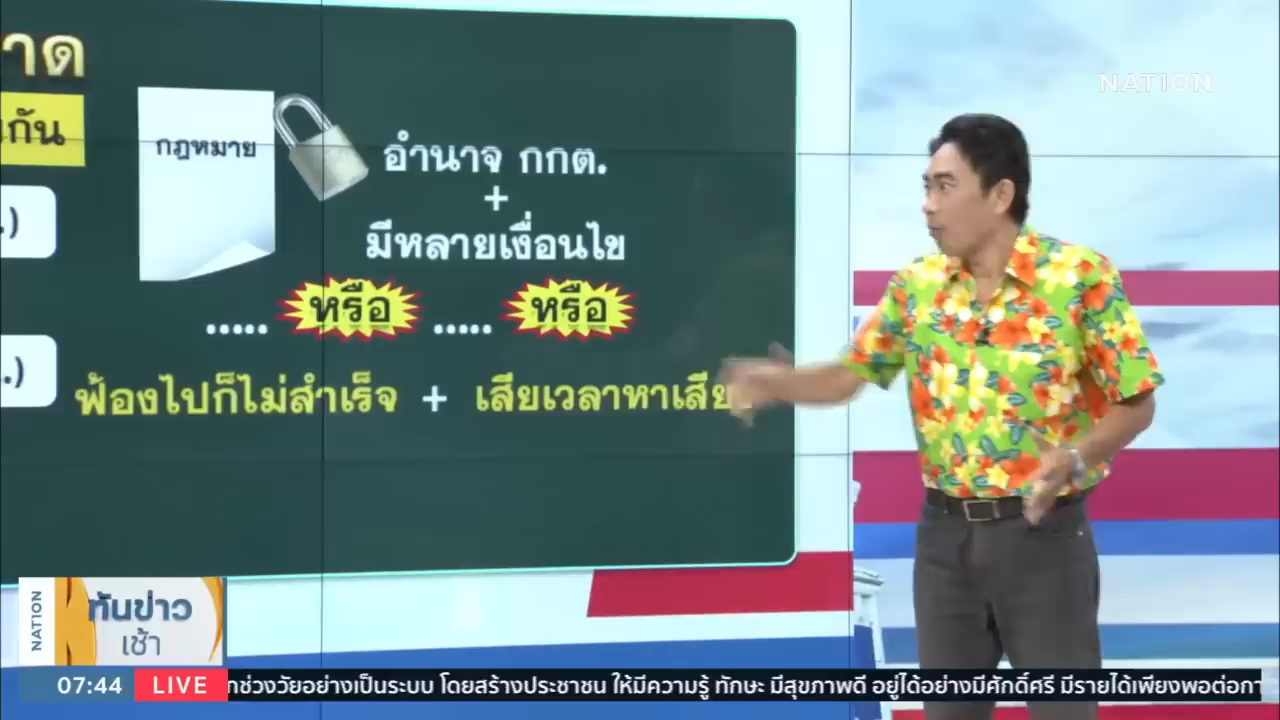 าด
กัน
.)
.)
กฎหมาย
อำนาจ กกต.
+
มีหลายเงื่อนไข
..... หรือ ..... หรือ
ฟ้องไปก็ไม่สำเร็จ + เสียเวลาหาเสีย
NATION
NATION
ทันข่าว
เช้า
07:44 LIVE
กช่วงวัยอย่างเป็นระบบ โดยสร้างประชาชน ให้มีความรู้ ทักษะ มีสุขภาพดี อยู่ได้อย่างมีศักดิ์ศรี มีรายได้เพียงพอต่อกา